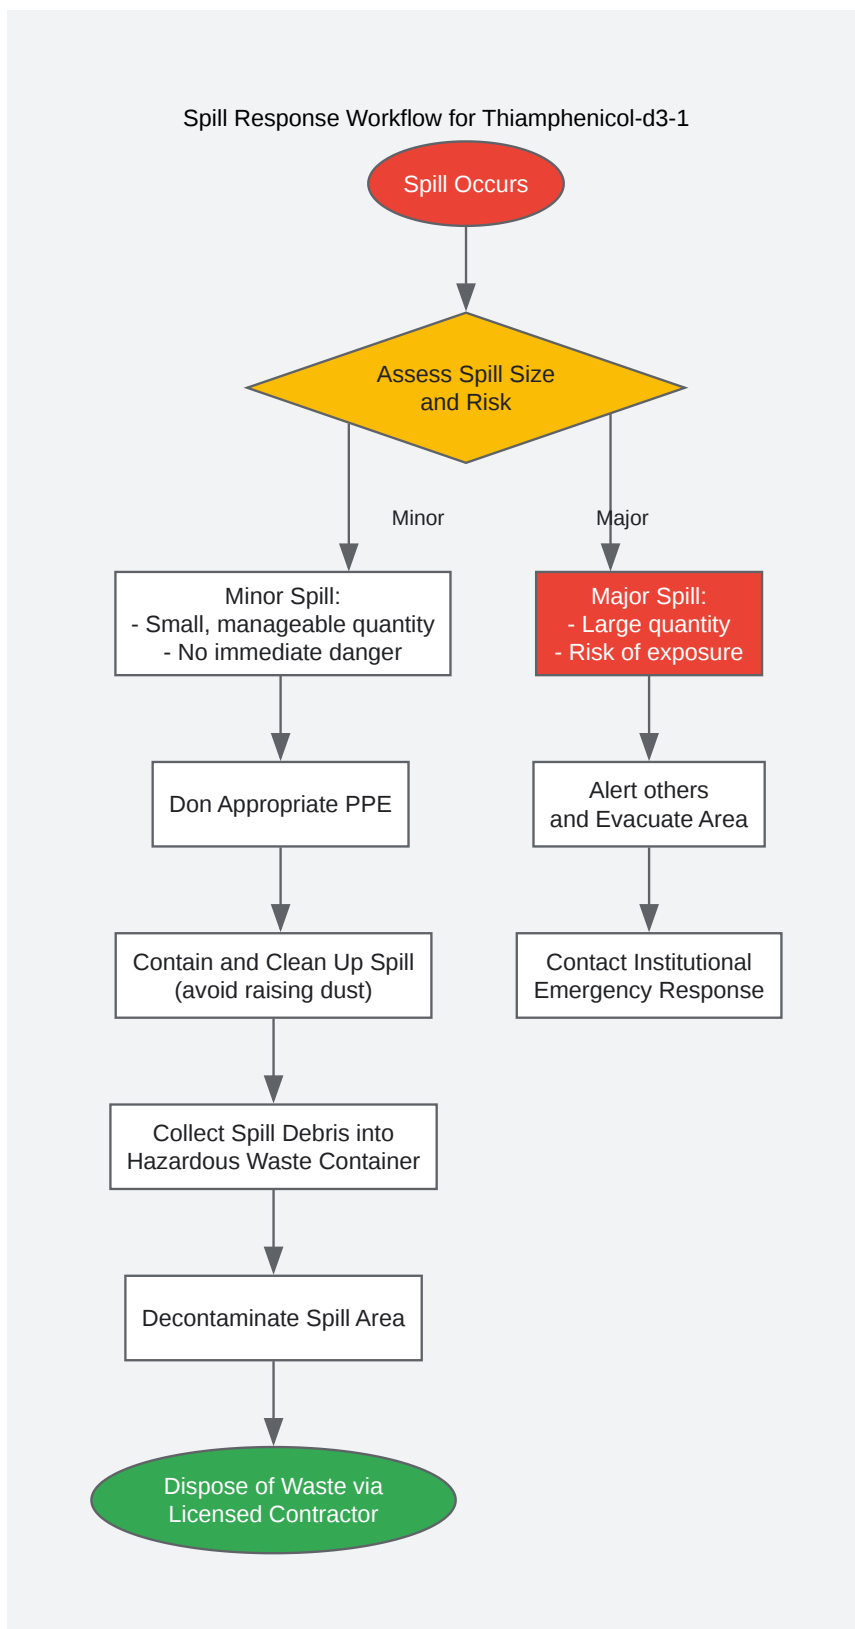 Spill Response Workflow for Thiamphenicol-d3-1
Spill Occurs
Assess Spill Size
and Risk
Minor
Major
Minor Spill:
- Small, manageable quantity
- No immediate danger
Major Spill:
- Large quantity
- Risk of exposure
Don Appropriate PPE
Alert others
and Evacuate Area
Contain and Clean Up Spill
(avoid raising dust)
Contact Institutional
Emergency Response
Collect Spill Debris into
Hazardous Waste Container
Decontaminate Spill Area
Dispose of Waste via
Licensed Contractor